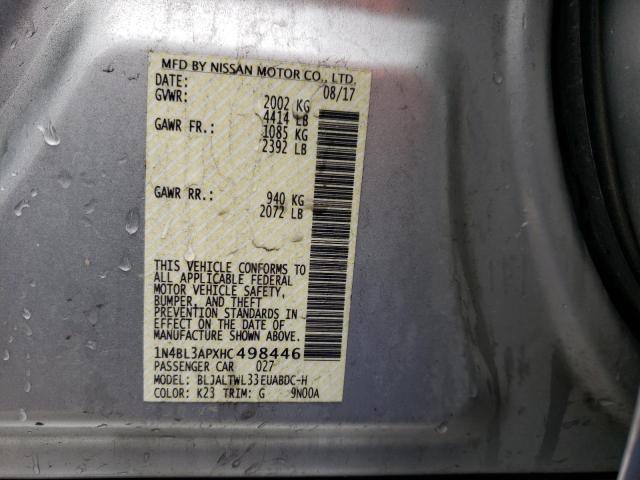 MFD BY NISSAN MOTOR CO., LTD.
DATE: 08/17
GVWR: 2002 KG
4414 LB
GAWR FR.: 1085 KG
2392 LB
GAWR RR.: 940 KG
2072 LB
THIS VEHICLE CONFORMS TO
ALL APPLICABLE FEDERAL
MOTOR VEHICLE SAFETY,
BUMPER, AND THEFT
PREVENTION STANDARDS IN
EFFECT ON THE DATE OF
MANUFACTURE SHOWN ABOVE.
1N4BL3APXHC498446
PASSENGER CAR 027
MODEL: BLJALTWL33EUABDC-H
COLOR: K23 TRIM: G 9N00A